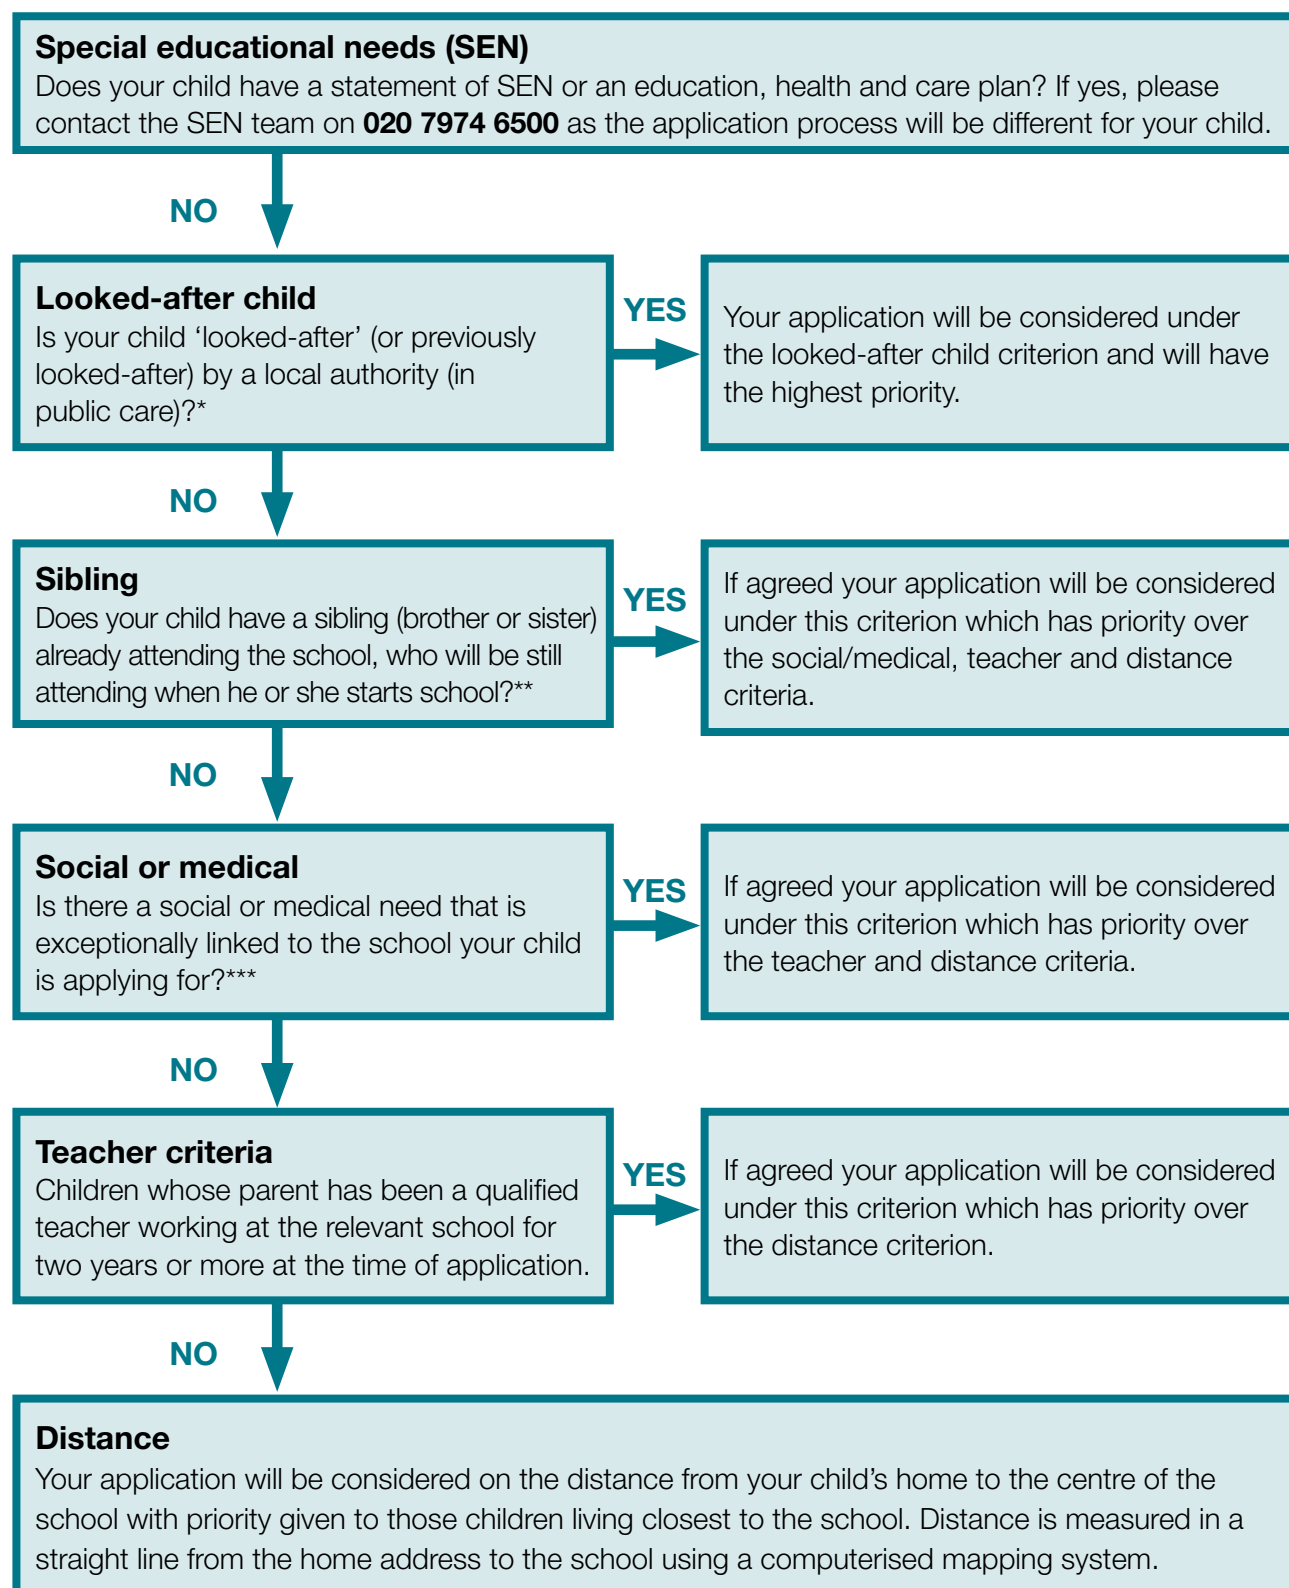 Special educational needs (SEN)
Does your child have a statement of SEN or an education, health and care plan? If yes, please
contact the SEN team on 020 7974 6500 as the application process will be different for your child.
NO
Looked-after child
Is your child ‘looked-after’ (or previously
looked-after) by a local authority (in
public care)?*
YES
Your application will be considered under
the looked-after child criterion and will have
the highest priority.
NO
Sibling
Does your child have a sibling (brother or sister)
already attending the school, who will be still
attending when he or she starts school?**
YES
If agreed your application will be considered
under this criterion which has priority over
the social/medical, teacher and distance
criteria.
NO
Social or medical
Is there a social or medical need that is
exceptionally linked to the school your child
is applying for?***
YES
If agreed your application will be considered
under this criterion which has priority over
the teacher and distance criteria.
NO
Teacher criteria
Children whose parent has been a qualified
teacher working at the relevant school for
two years or more at the time of application.
YES
If agreed your application will be considered
under this criterion which has priority over
the distance criterion.
NO
Distance
Your application will be considered on the distance from your child’s home to the centre of the
school with priority given to those children living closest to the school. Distance is measured in a
straight line from the home address to the school using a computerised mapping system.